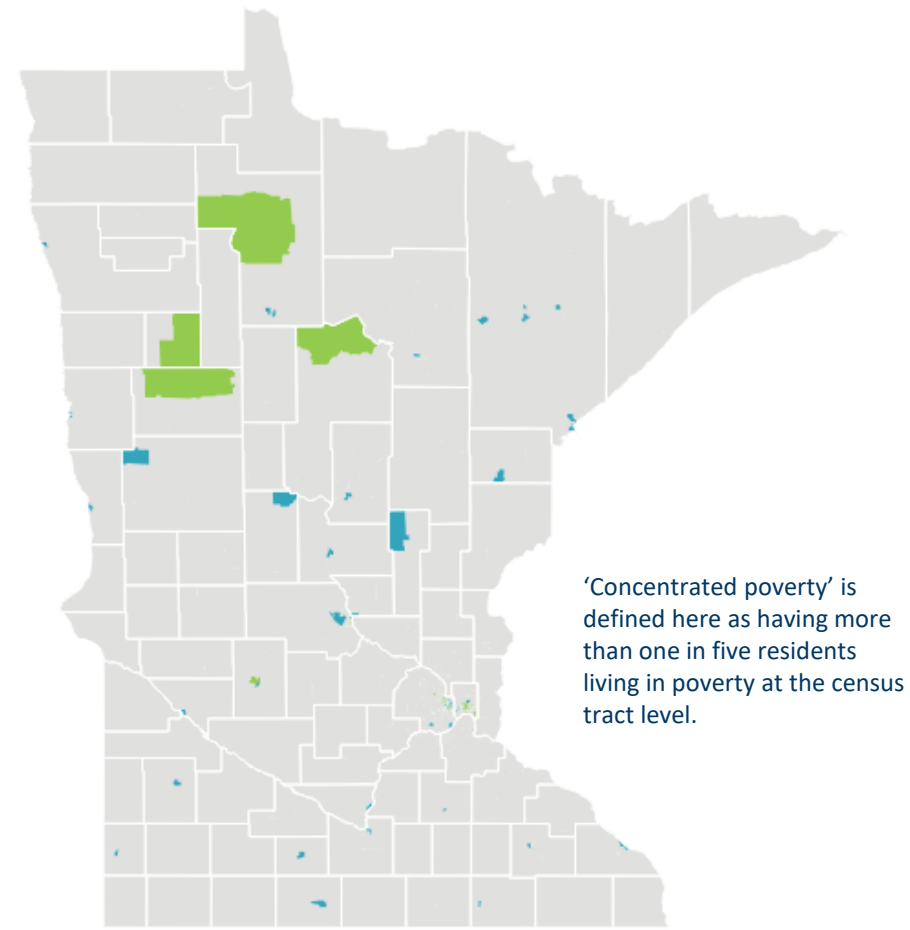 ‘Concentrated poverty’ is
defined here as having more
than one in five residents
living in poverty at the census
tract level.